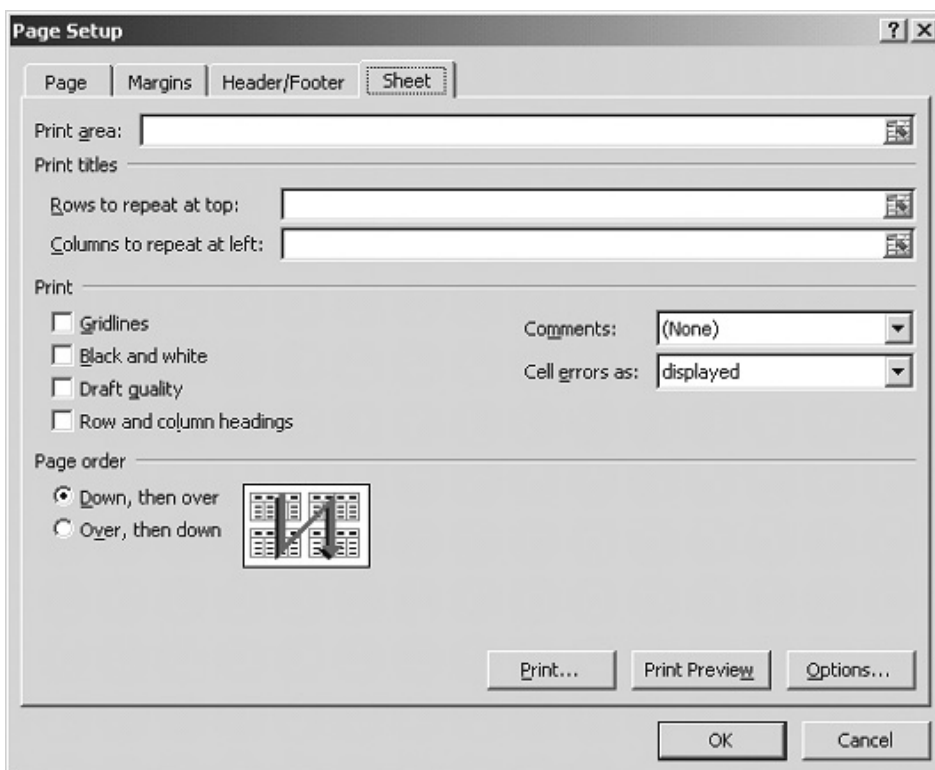 Page Setup
Page Margins Header/Footer Sheet
Print area:
Print titles
Rows to repeat at top:
Columns to repeat at left:
Print
Gridlines
Black and white
Draft quality
Row and column headings
Comments: (None)
Cell errors as: displayed
Page order
Down, then over
Over, then down
Print... Print Preview Options...
OK Cancel